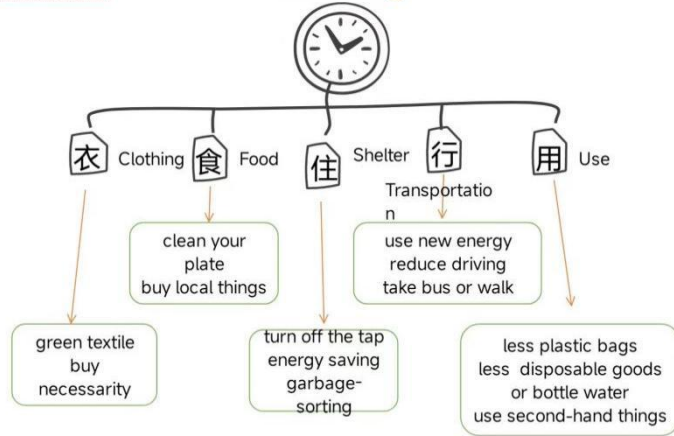 衣 Clothing
食 Food
住 Shelter
行 Transportatio
n
用 Use
clean your
plate
buy local things
use new energy
reduce driving
take bus or walk
green textile
buy
necessarity
turn off the tap
energy saving
garbage-
sorting
less plastic bags
less disposable goods
or bottle water
use second-hand things